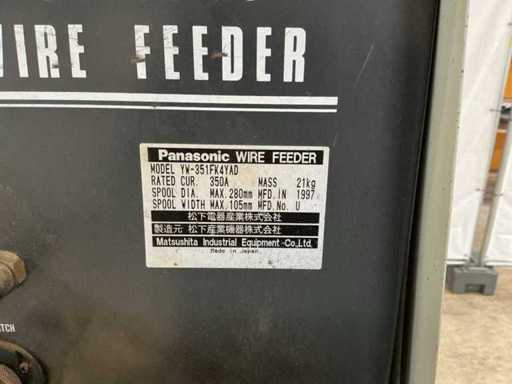 WIRE FEEDER
Panasonic WIRE FEEDER
MODEL YW-351FK4YAD
RATED CUR. 350A MASS 21kg
SPOOL DIA. MAX.280mm MFD.IN 1997
SPOOL WIDTH MAX.105mm MFD.No. U
松下電器産業株式会社
製造元 松下産業機器株式会社
Matsushita Industrial Equipment Co.,Ltd.
Made in Japan
TCH